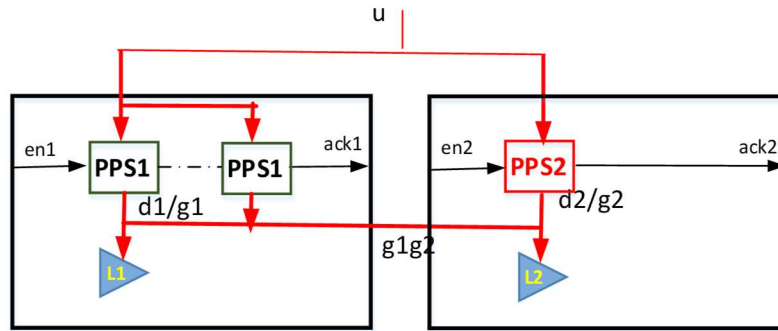 u
en1
PPS1
PPS1
ack1
en2
PPS2
ack2
d1/g1
d2/g2
g1g2
L1
L2